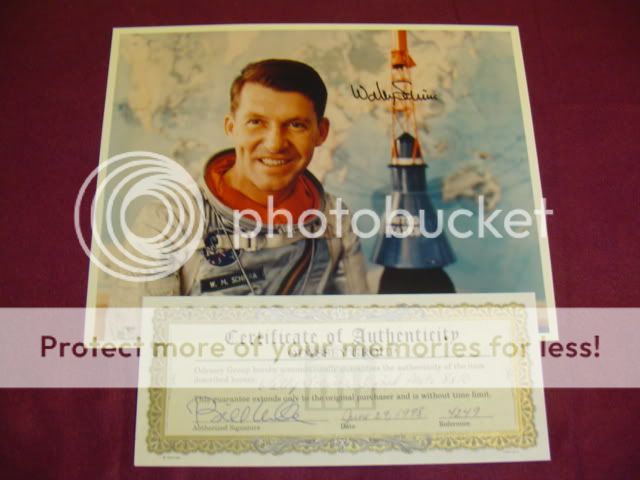 Wally Schirra
photobucket
W. M. SCHIRRA
Protect more of your memories for less!
Certificate of Authenticity
Odyssey Group hereby unconditionally guarantees the authenticity of the item
described herein:
This guarantee extends only to the original purchaser and is without time limit.
June 29, 1998 4249
Authorized Signature Date